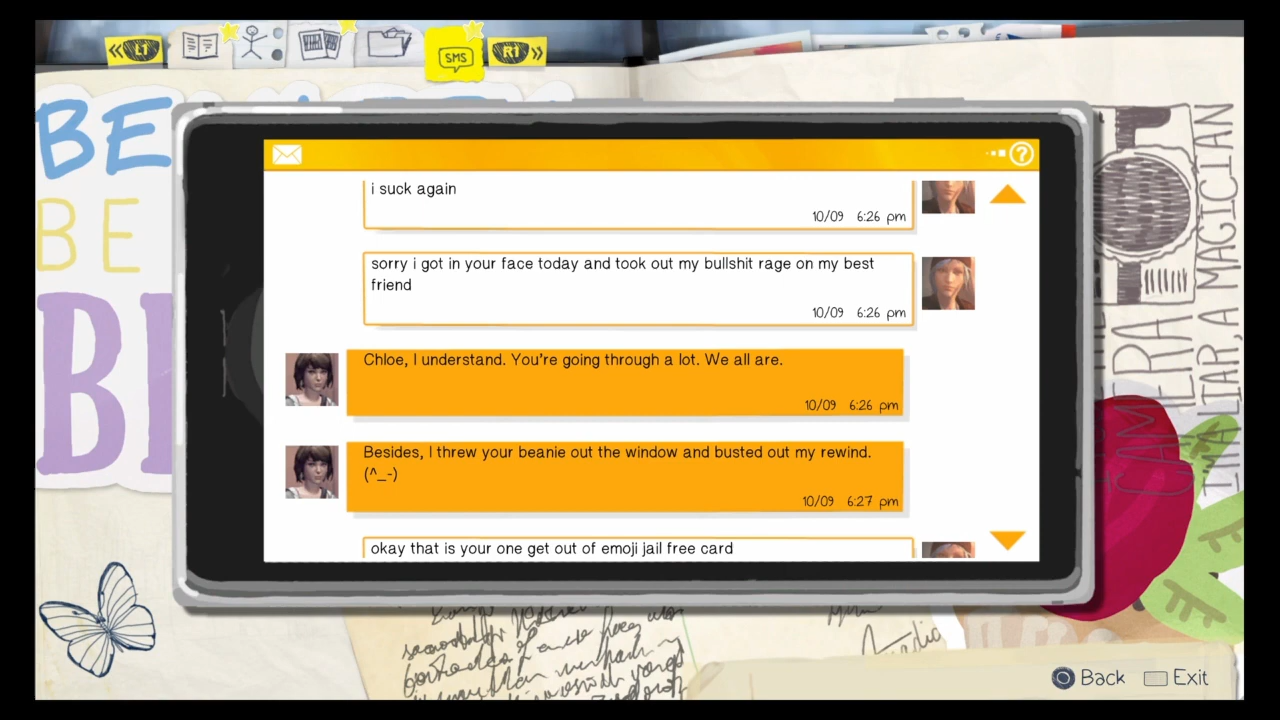 L1
SMS
R1
BE
BE
i suck again
10/09 6:26 pm
sorry i got in your face today and took out my bullshit rage on my best
friend
10/09 6:26 pm
Chloe, I understand. You're going through a lot. We all are.
10/09 6:26 pm
Besides, I threw your beanie out the window and busted out my rewind.
(^_-)
10/09 6:27 pm
okay that is your one get out of emoji jail free card
?
CAMERA
I'M A LIAR, A MAGICIAN
Back
Exit